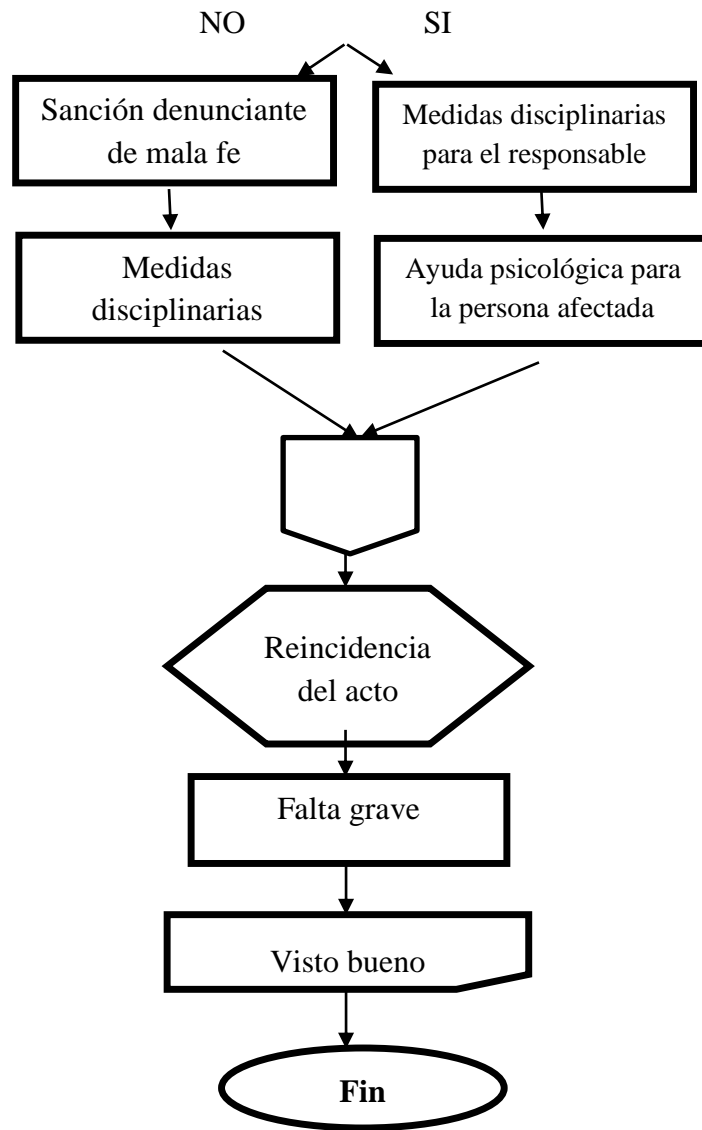 NO SI
Sanción denunciante
de mala fe
Medidas disciplinarias
para el responsable
Medidas
disciplinarias
Ayuda psicológica para
la persona afectada
Reincidencia
del acto
Falta grave
Visto bueno
Fin